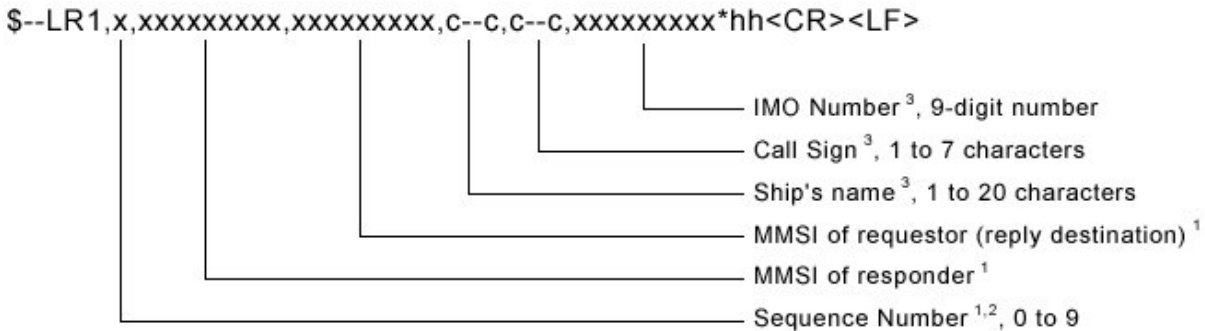 $--LR1,x,xxxxxxxxx,xxxxxxxxx,c--c,c--c,xxxxxxxxx*hh<CR><LF>
IMO Number ³, 9-digit number
Call Sign ³, 1 to 7 characters
Ship's name ³, 1 to 20 characters
MMSI of requestor (reply destination) ¹
MMSI of responder ¹
Sequence Number ¹,², 0 to 9